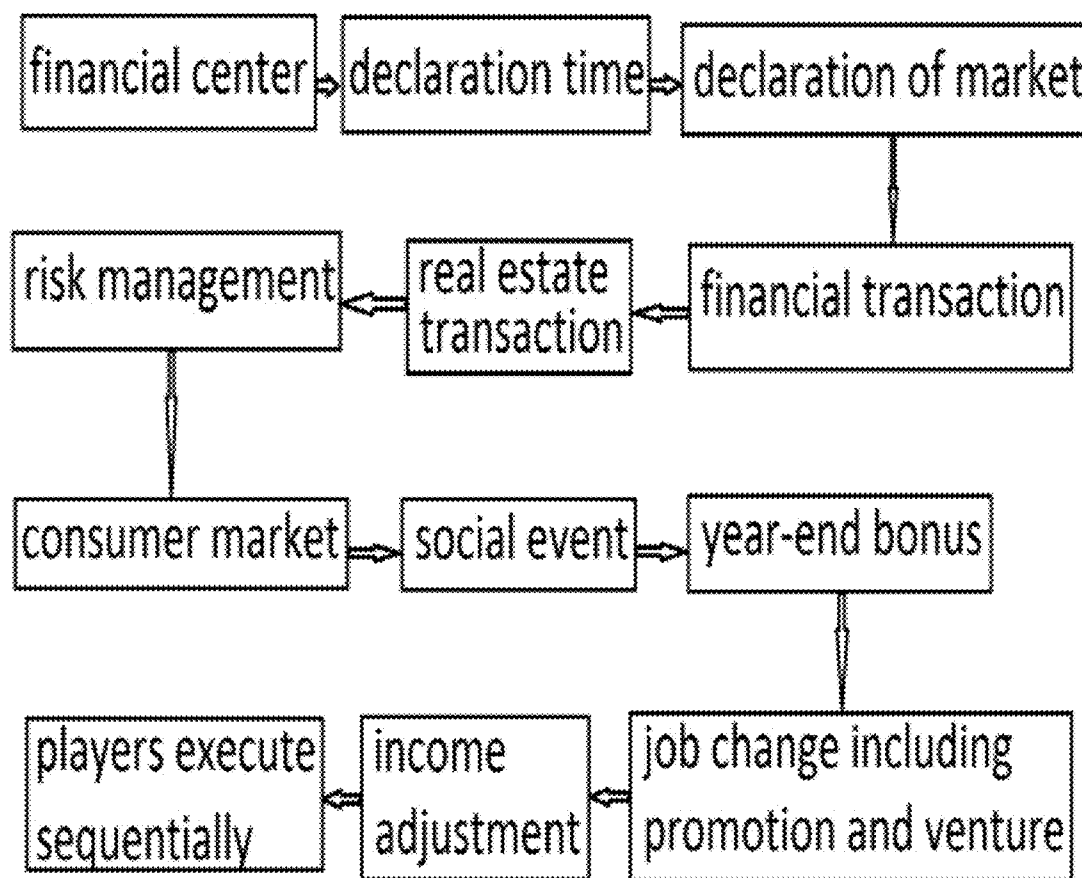 financial center
declaration time
declaration of market
risk management
real estate
transaction
financial transaction
consumer market
social event
year-end bonus
players execute
sequentially
income
adjustment
job change including
promotion and venture